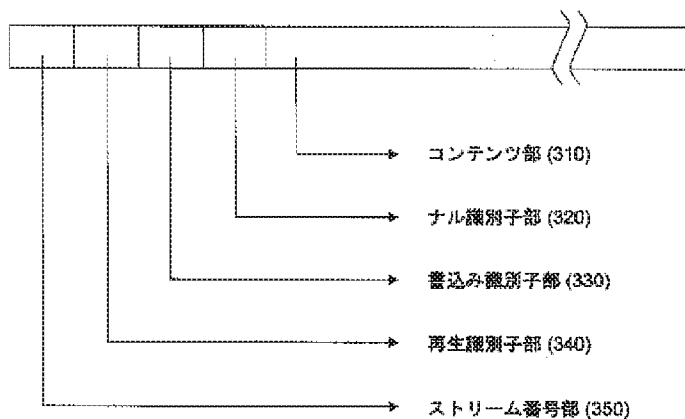 コンテンツ部 (310)
ナル識別子部 (320)
書込み識別子部 (330)
再生識別子部 (340)
ストリーム番号部 (350)